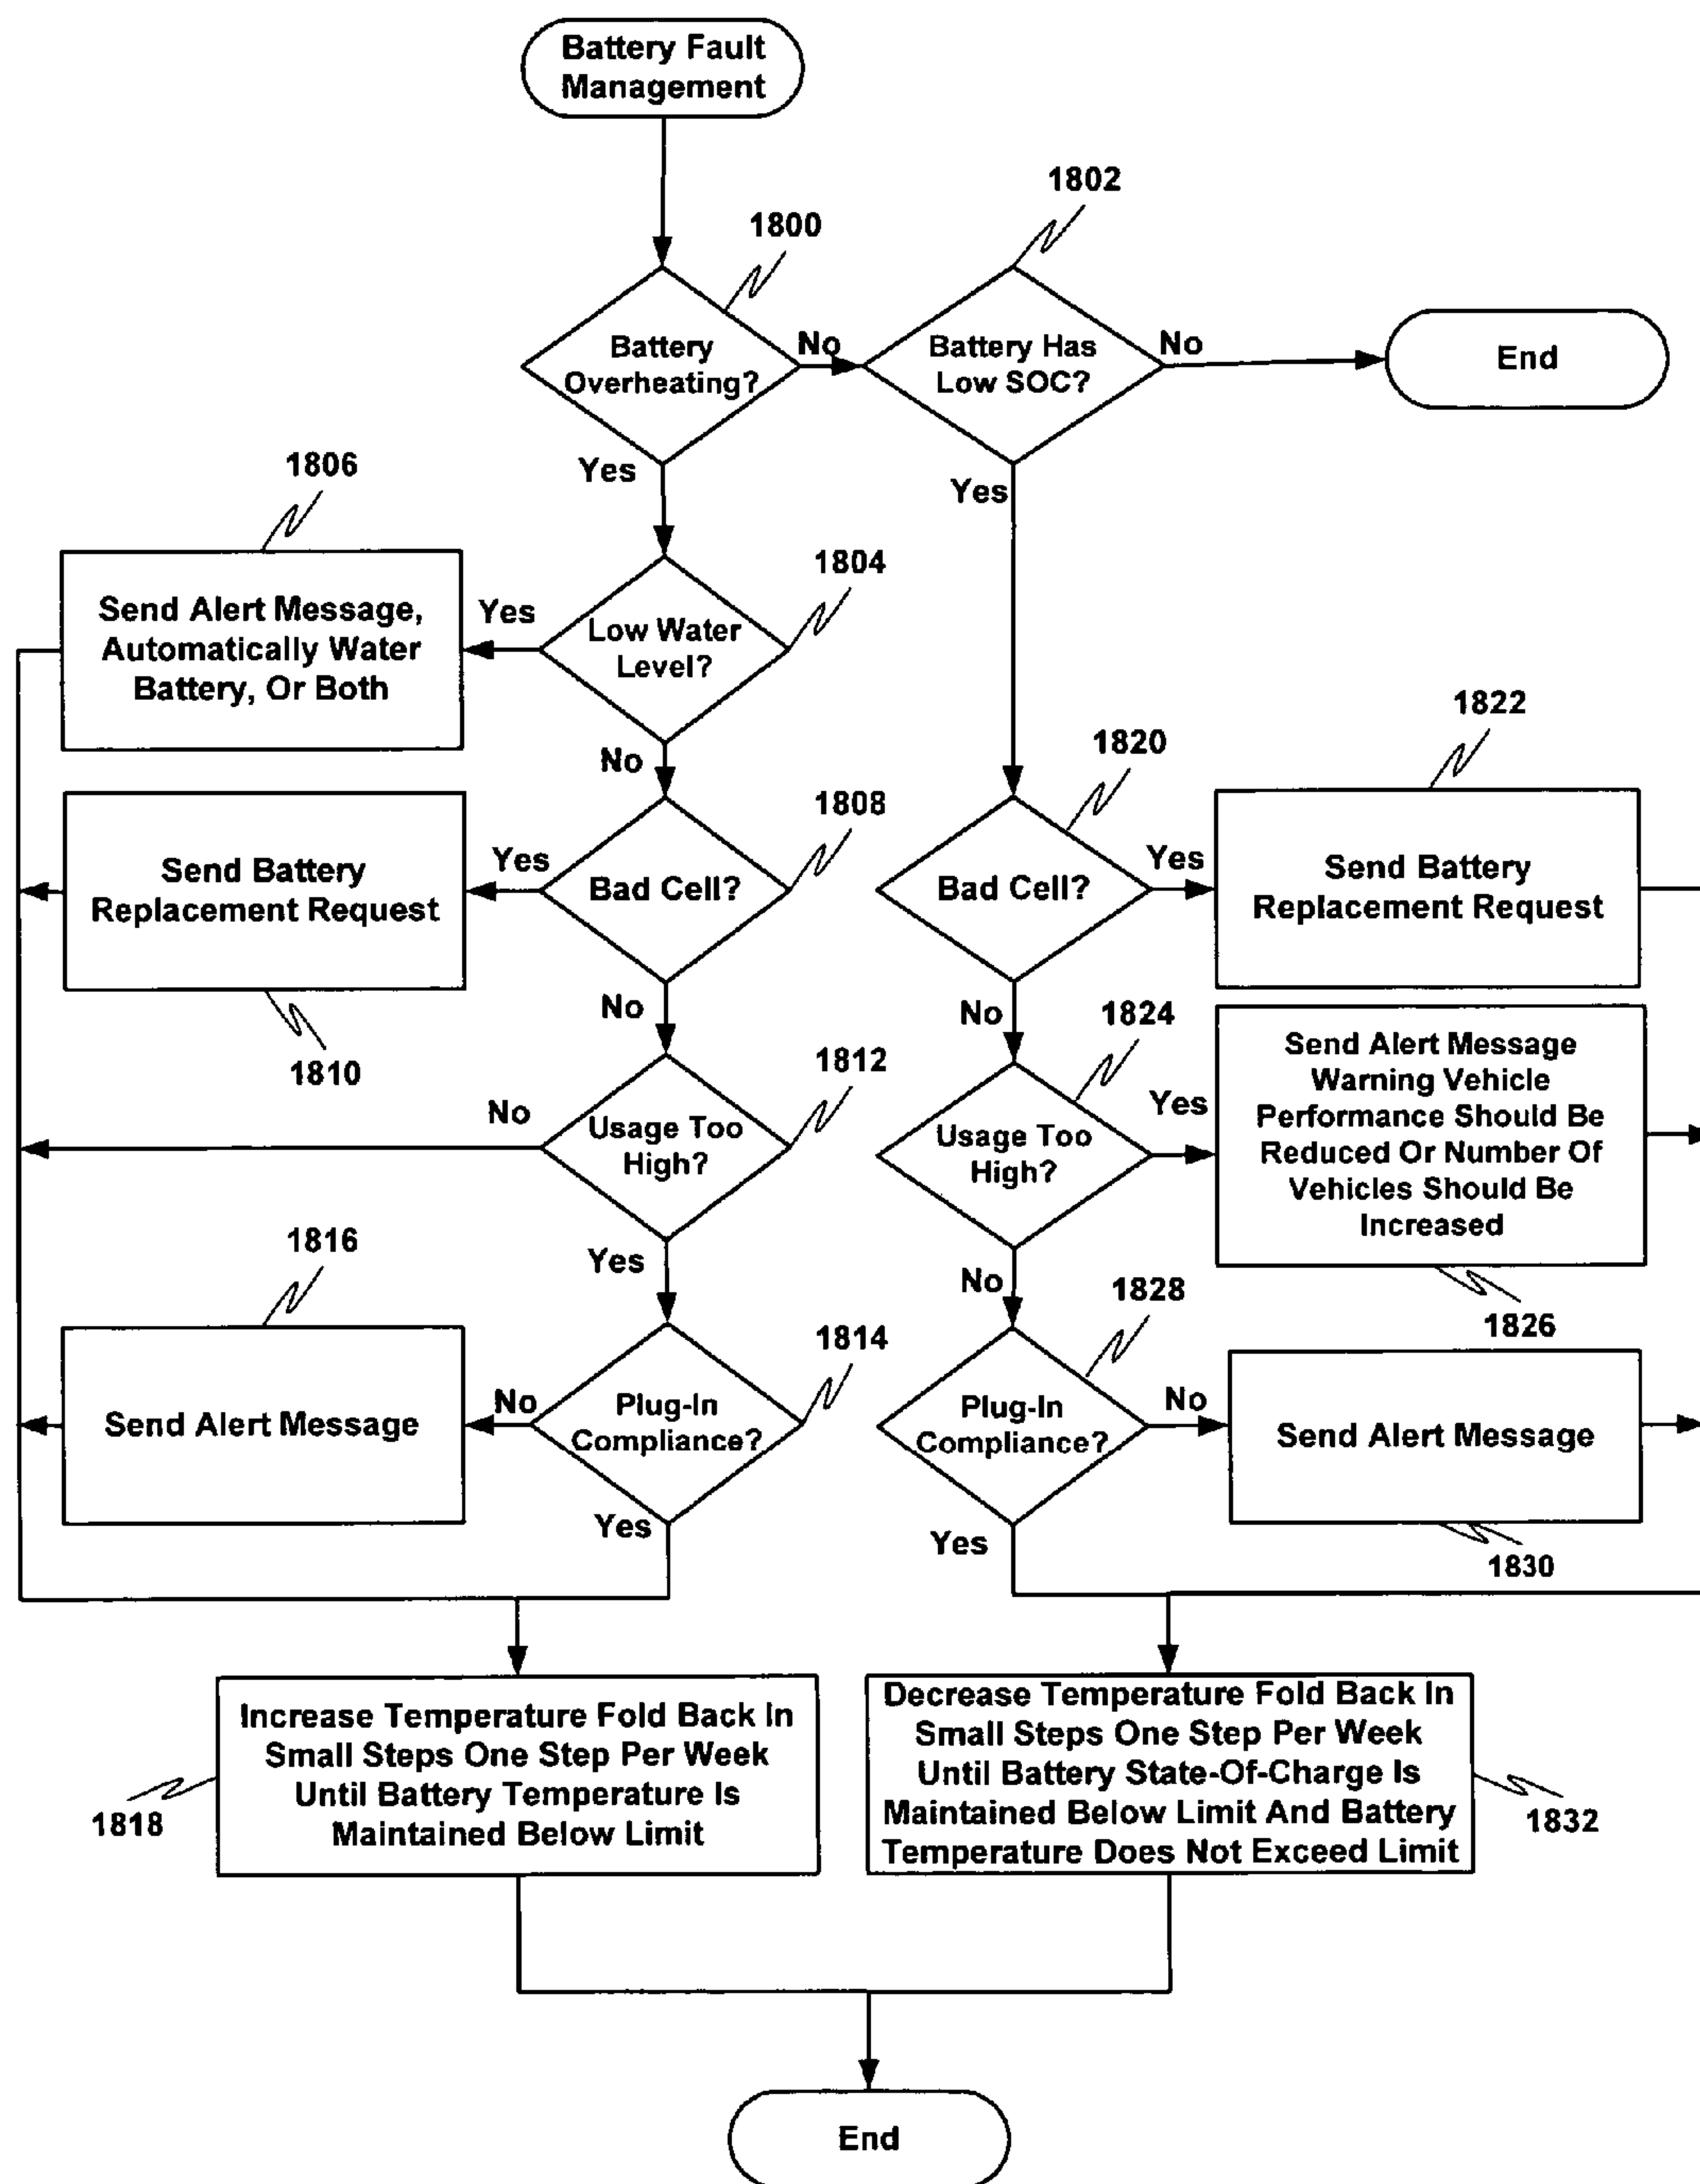 Battery Fault
Management
1802
1800
Battery
Overheating?
No
Battery Has
Low SOC?
No
End
Yes
Yes
1806
1804
Send Alert Message,
Automatically Water
Battery, Or Both
Yes
Low Water
Level?
No
1822
1820
1808
Send Battery
Replacement Request
Yes
Bad Cell?
Bad Cell?
Yes
Send Battery
Replacement Request
1810
No
No
1824
1812
No
Usage Too
High?
Usage Too
High?
Yes
Send Alert Message
Warning Vehicle
Performance Should Be
Reduced Or Number Of
Vehicles Should Be
Increased
1826
1816
Yes
No
1828
1814
Send Alert Message
No
Plug-In
Compliance?
Plug-In
Compliance?
No
Send Alert Message
1830
Yes
Yes
Increase Temperature Fold Back In
Small Steps One Step Per Week
Until Battery Temperature Is
Maintained Below Limit
1818
Decrease Temperature Fold Back In
Small Steps One Step Per Week
Until Battery State-Of-Charge Is
Maintained Below Limit And Battery
Temperature Does Not Exceed Limit
1832
End